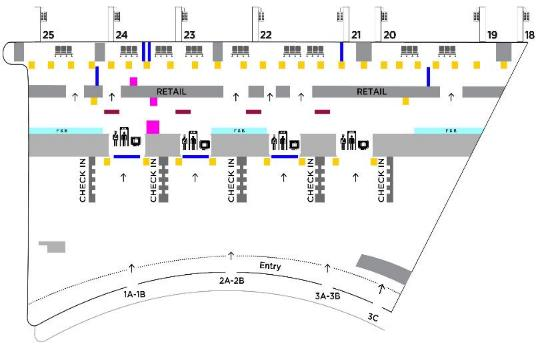 25 24 23 22 21 20 19 18
RETAIL RETAIL
F&B F&B F&B
CHECK IN CHECK IN CHECK IN CHECK IN CHECK IN
Entry
1A-1B 2A-2B 3A-3B 3C